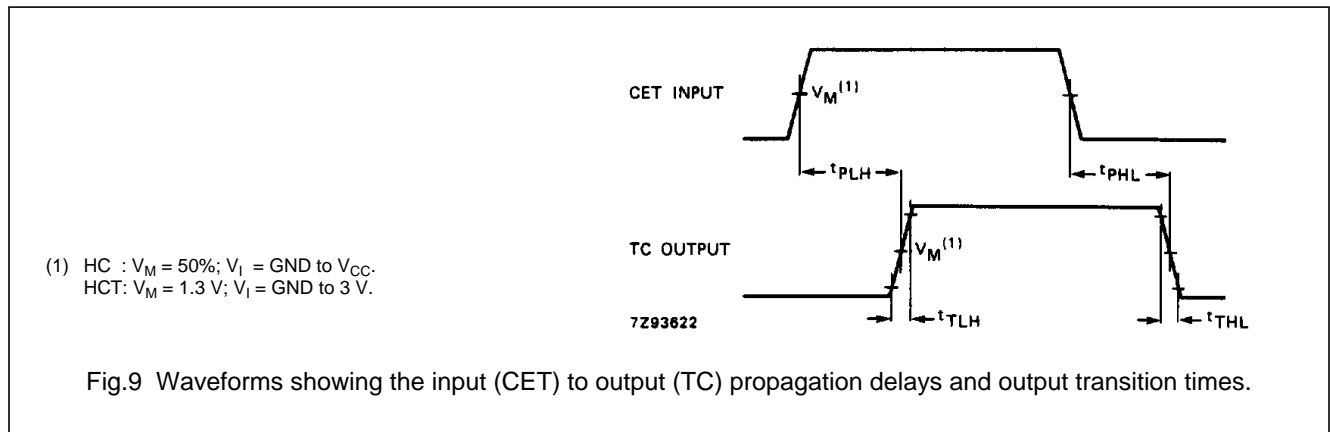 CET INPUT
V_M^(1)
t_PLH
t_PHL
TC OUTPUT
V_M^(1)
(1) HC : V_M = 50%; V_I = GND to V_CC.
HCT: V_M = 1.3 V; V_I = GND to 3 V.
7Z93622
t_TLH
t_THL
Fig.9 Waveforms showing the input (CET) to output (TC) propagation delays and output transition times.